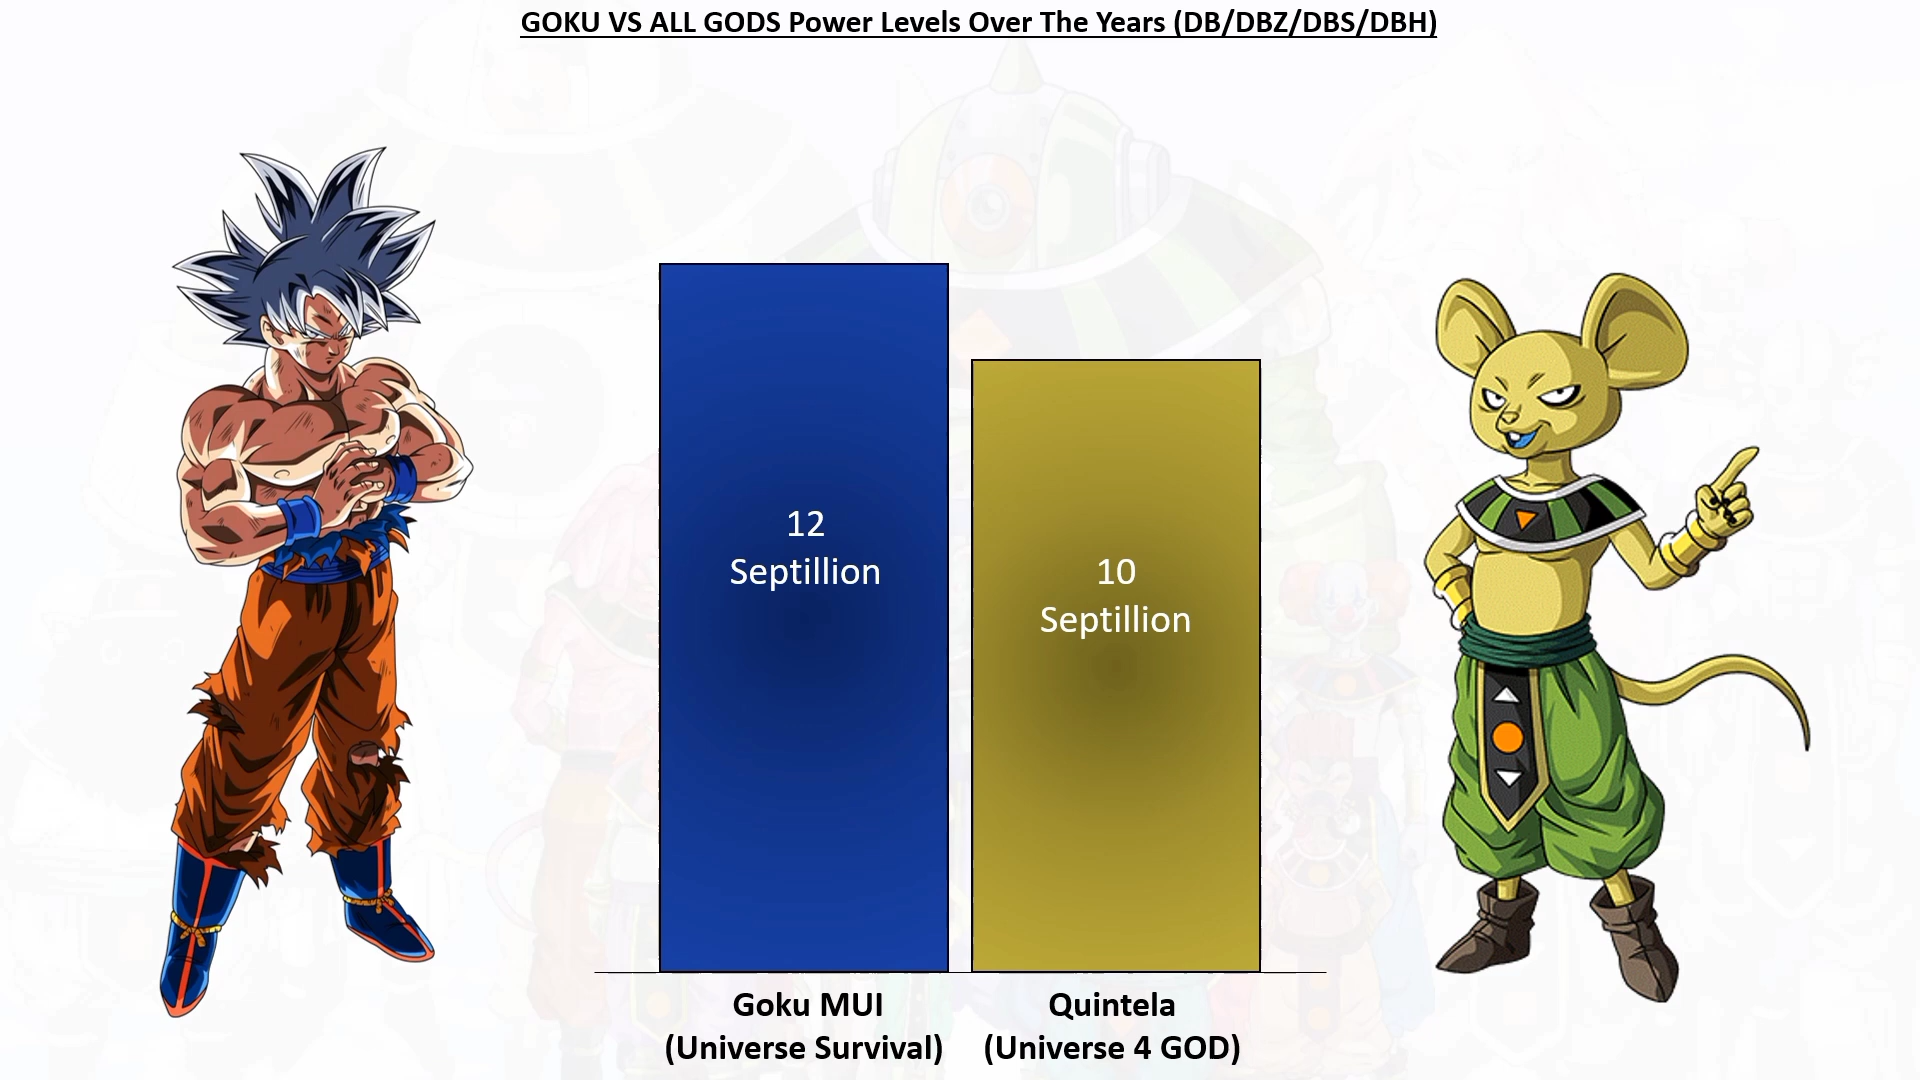 GOKU VS ALL GODS Power Levels Over The Years (DB/DBZ/DBS/DBH)
12
Septillion
10
Septillion
Goku MUI
(Universe Survival)
Quintela
(Universe 4 GOD)